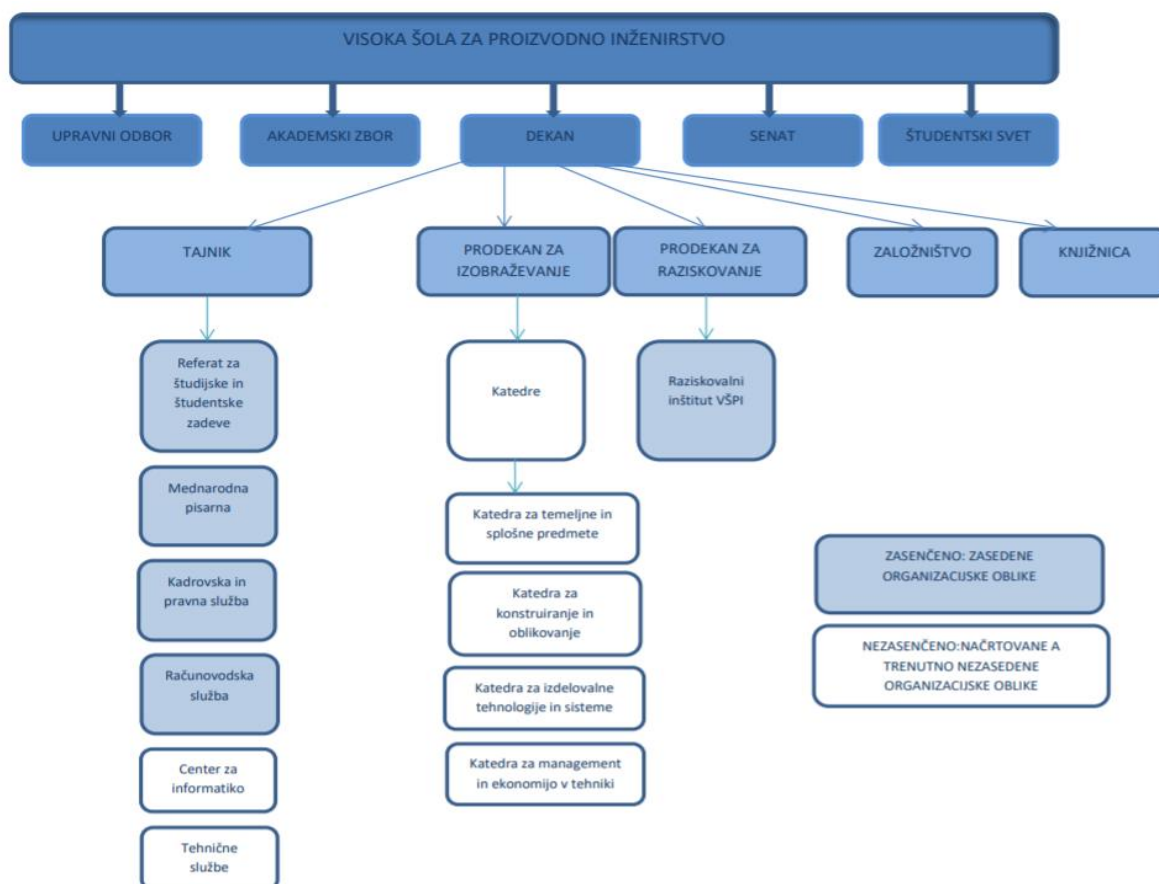 VISOKA ŠOLA ZA PROIZVODNO INŽENIRSTVO
UPRAVNI ODBOR
AKADEMSKI ZBOR
DEKAN
SENAT
ŠTUDENTSKI SVET
TAJNIK
PRODEKAN ZA
IZOBRAŽEVANJE
PRODEKAN ZA
RAZISKOVANJE
ZALOŽNIŠTVO
KNJIŽNICA
Referat za
študijske in
študentske
zadeve
Mednarodna
pisarna
Kadrovska in
pravna služba
Računovodska
služba
Center za
informatiko
Tehnične
službe
Katedre
Katedra za temeljne in
splošne predmete
Katedra za
konstruiranje in
oblikovanje
Katedra za izdelovalne
tehnologije in sisteme
Katedra za management
in ekonomijo v tehniki
Raziskovalni
inštitut VŠPI
ZASENČENO: ZASEDENE
ORGANIZACIJSKE OBLIKE
NEZASENČENO:NAČRTOVANE A
TRENUTNO NEZASEDENE
ORGANIZACIJSKE OBLIKE